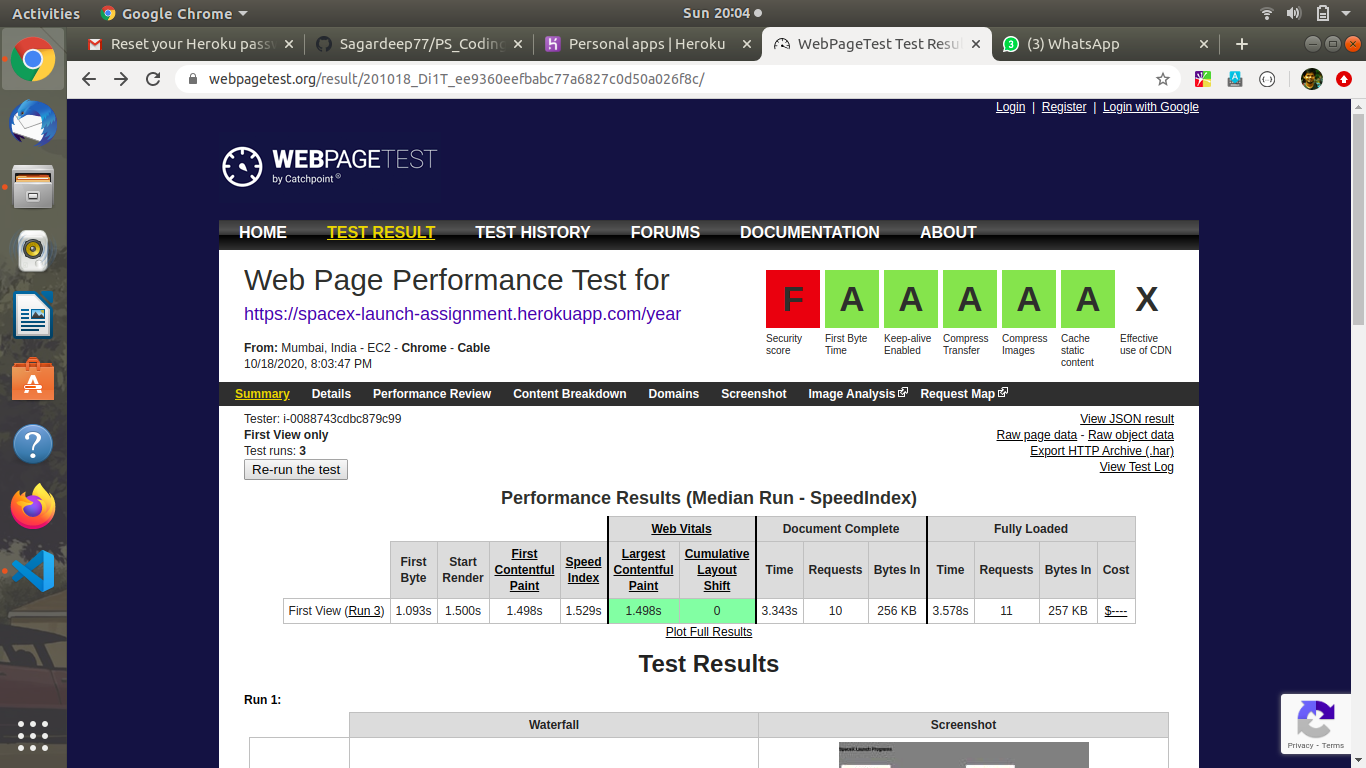 Activities
Google Chrome
Sun 20:04
Reset your Heroku passw
Sagardeep77/PS_Coding
Personal apps | Heroku
WebPageTest Test Resul
3
(3) WhatsApp
webpagetest.org/result/201018_Di1T_ee9360eefbabc77a6827c0d50a026f8c/
Login | Register | Login with Google
WEBPAGETEST
by Catchpoint ®
HOME TEST RESULT TEST HISTORY FORUMS DOCUMENTATION ABOUT
Web Page Performance Test for
https://spacex-launch-assignment.herokuapp.com/year
From: Mumbai, India - EC2 - Chrome - Cable
10/18/2020, 8:03:47 PM
F A A A A A X
Security score
First Byte Time
Keep-alive Enabled
Compress Transfer
Compress Images
Cache static content
Effective use of CDN
Summary Details Performance Review Content Breakdown Domains Screenshot Image Analysis Request Map
Tester: i-0088743cdbc879c99
First View only
Test runs: 3
Re-run the test
View JSON result
Raw page data - Raw object data
Export HTTP Archive (.har)
View Test Log
Performance Results (Median Run - SpeedIndex)
Web Vitals Document Complete Fully Loaded
First Byte Start Render First Contentful Paint Speed Index Largest Contentful Paint Cumulative Layout Shift Time Requests Bytes In Time Requests Bytes In Cost
First View (Run 3) 1.093s 1.500s 1.498s 1.529s 1.498s 0 3.343s 10 256 KB 3.578s 11 257 KB $----
Plot Full Results
Test Results
Run 1:
Waterfall Screenshot
SpaceX Launch Programs
Privacy - Terms